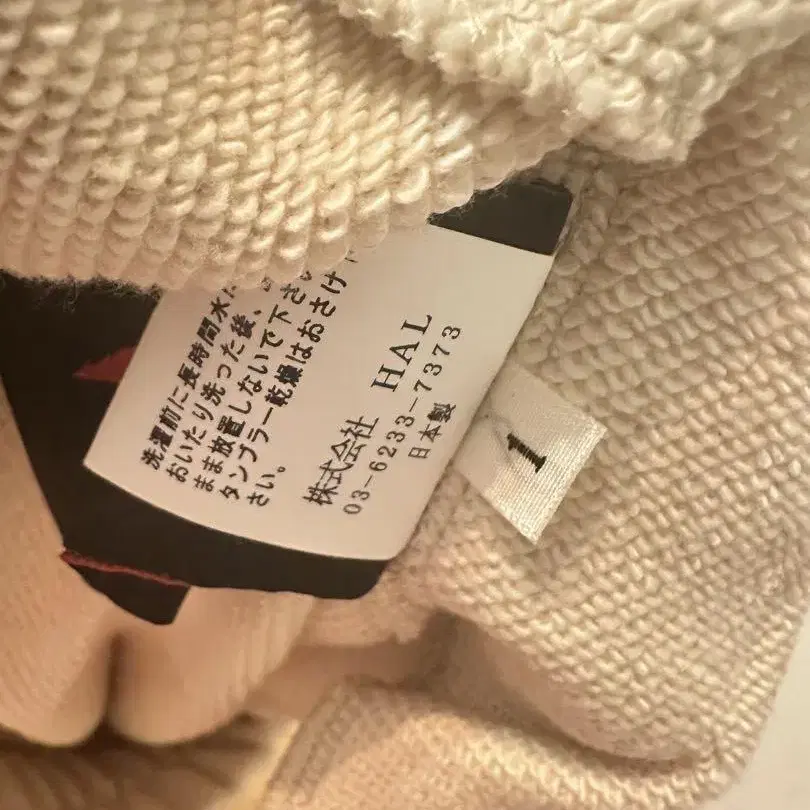 洗濯前に長時間水に
おいたり洗った後、
まま放置しないで下さい
タンブラー乾燥はおさけ
さい。
株式会社 HAL
03-6233-7373
日本製
1